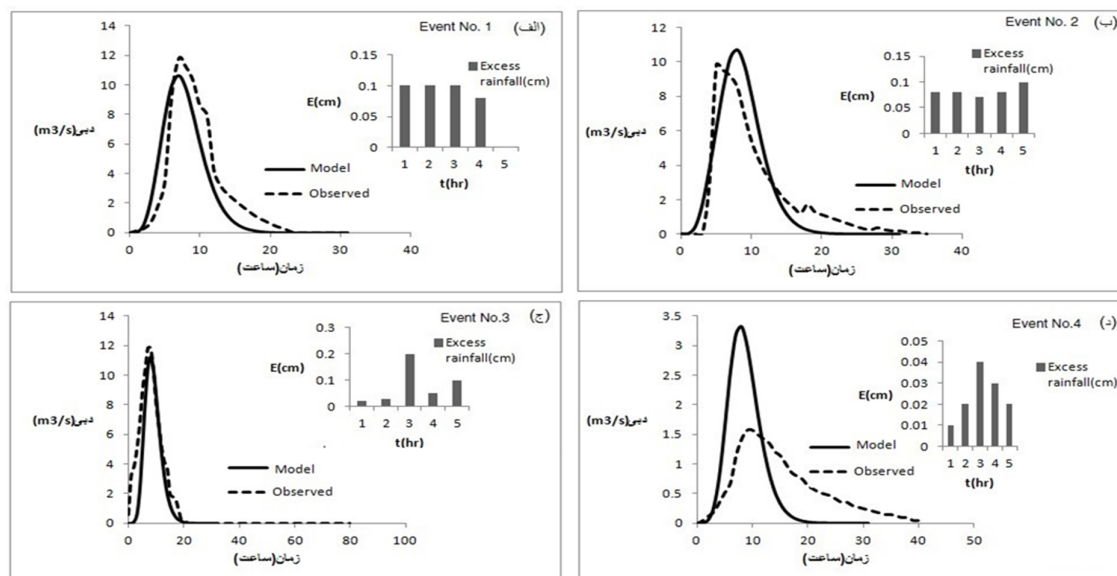 Event No. 1 (الف)
14
12
10
8
6
4
2
0
دبی(m3/s)
0 10 20 30 40
زمان(ساعت)
Model
Observed
0.15
0.1
0.05
0
E(cm)
Excess
rainfall(cm)
1 2 3 4 5
t(hr)
Event No. 2 (ب)
12
10
8
6
4
2
0
دبی(m3/s)
0 10 20 30 40
زمان(ساعت)
Model
Observed
0.15
0.1
0.05
0
E(cm)
Excess
rainfall(cm)
1 2 3 4 5
t(hr)
Event No.3 (ج)
14
12
10
8
6
4
2
0
دبی(m3/s)
0 20 40 60 80 100
زمان(ساعت)
Model
Observed
0.3
0.2
0.1
0
E(cm)
Excess
rainfall(cm)
1 2 3 4 5
t(hr)
Event No.4 (د)
3.5
3
2.5
2
1.5
1
0.5
0
دبی(m3/s)
0 10 20 30 40 50
زمان(ساعت)
Model
Observed
0.05
0.04
0.03
0.02
0.01
0
E(cm)
Excess
rainfall(cm)
1 2 3 4 5
t(hr)